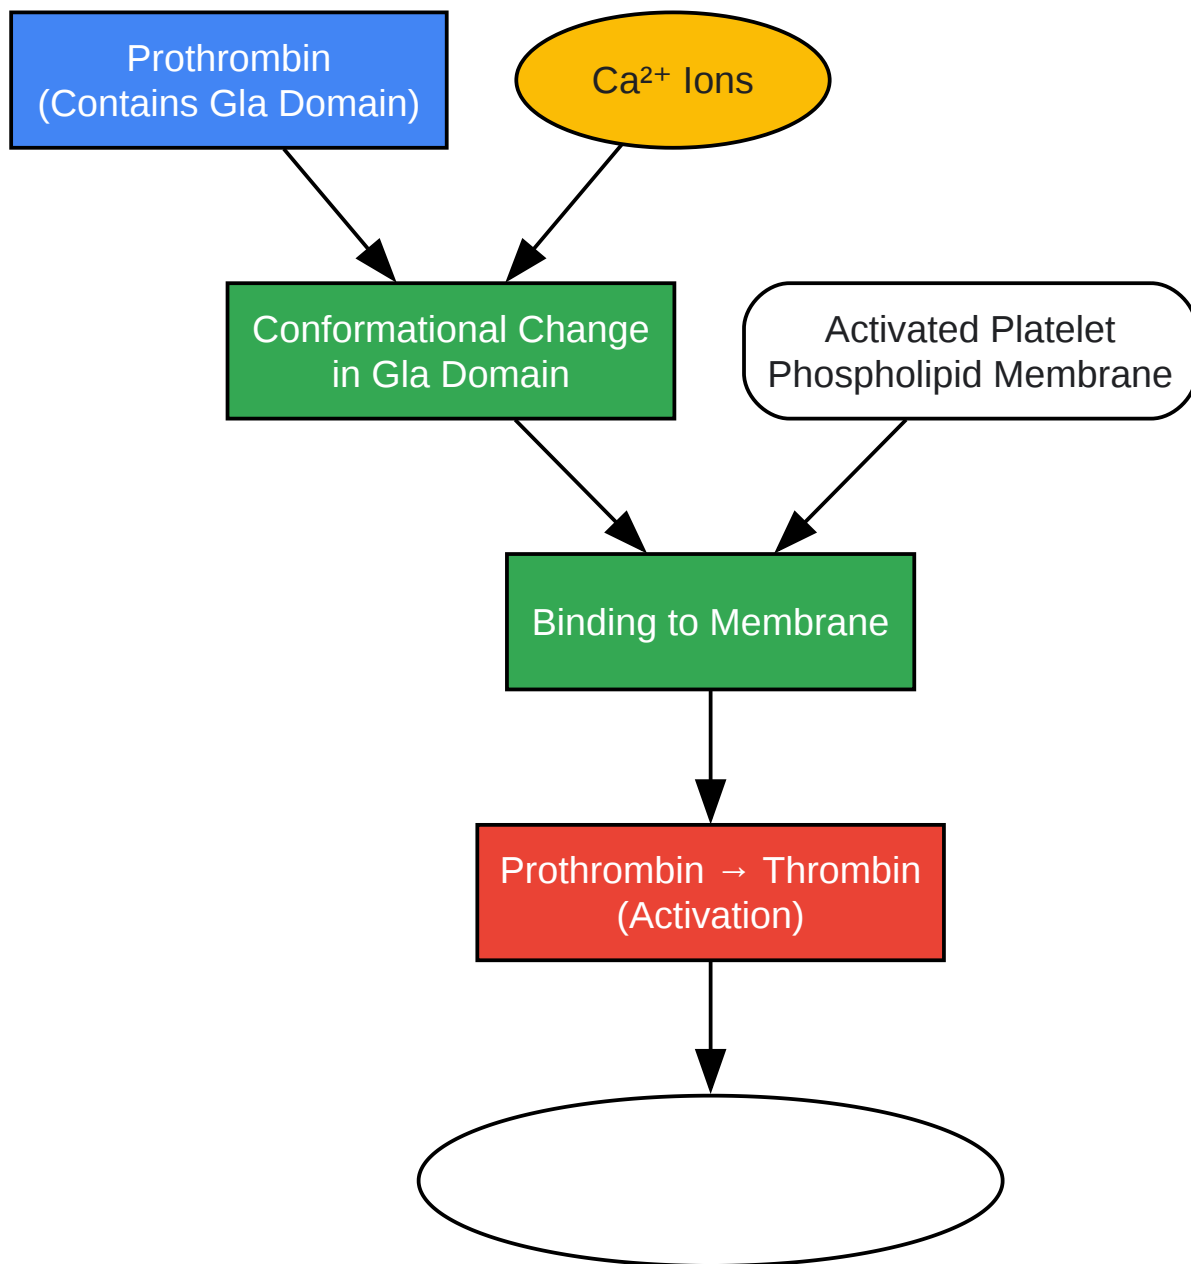 Prothrombin
(Contains Gla Domain)
Ca²⁺ Ions
Conformational Change
in Gla Domain
Activated Platelet
Phospholipid Membrane
Binding to Membrane
Prothrombin → Thrombin
(Activation)